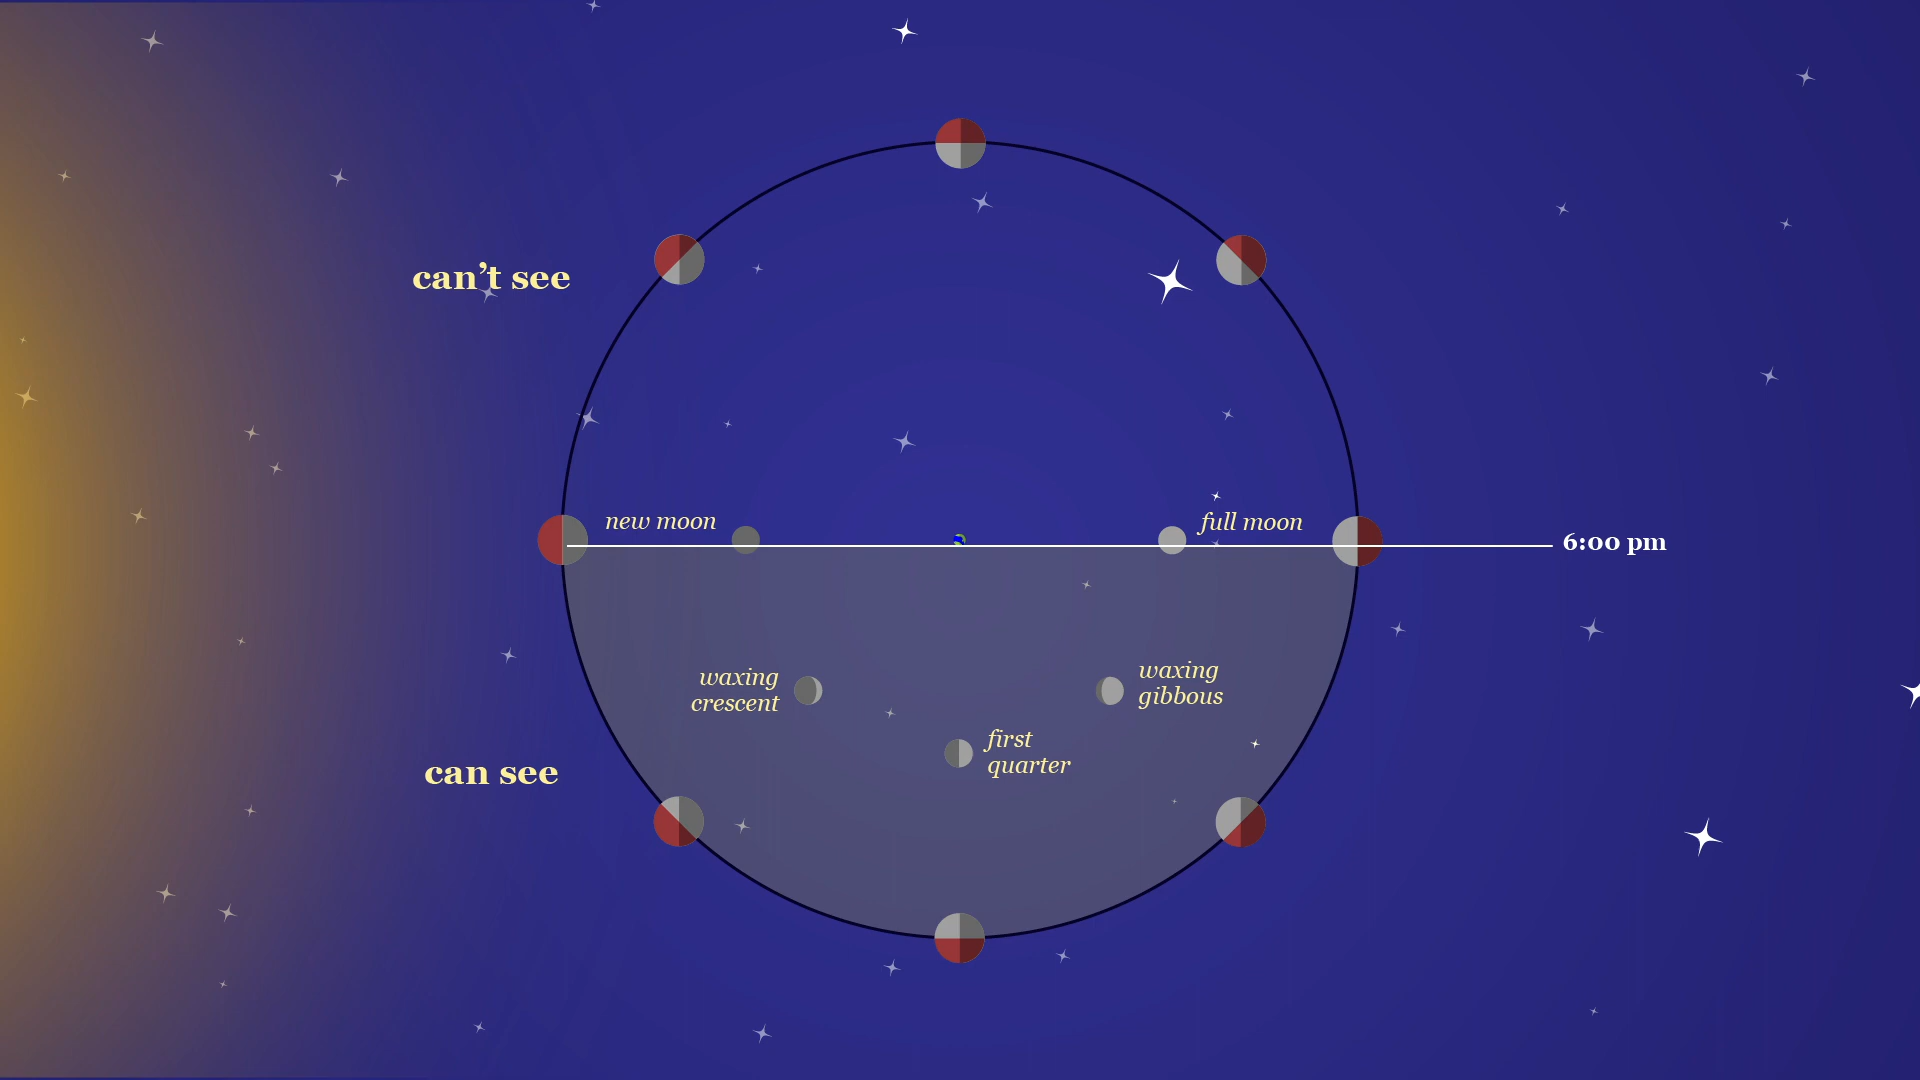 can’t see
new moon
full moon
6:00 pm
waxing
crescent
waxing
gibbous
first
quarter
can see